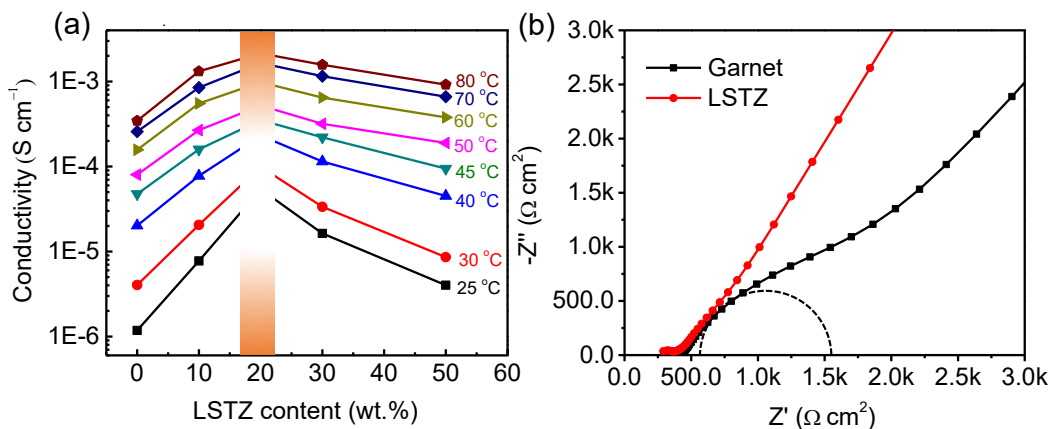 (a)
Conductivity (S cm⁻¹)
1E-3
1E-4
1E-5
1E-6
80 °C
70 °C
60 °C
50 °C
45 °C
40 °C
30 °C
25 °C
0 10 20 30 40 50 60
LSTZ content (wt.%)
(b)
-Z'' (Ω cm²)
3.0k
2.5k
2.0k
1.5k
1.0k
500.0
0.0
Garnet
LSTZ
0.0 500.0 1.0k 1.5k 2.0k 2.5k 3.0k
Z' (Ω cm²)